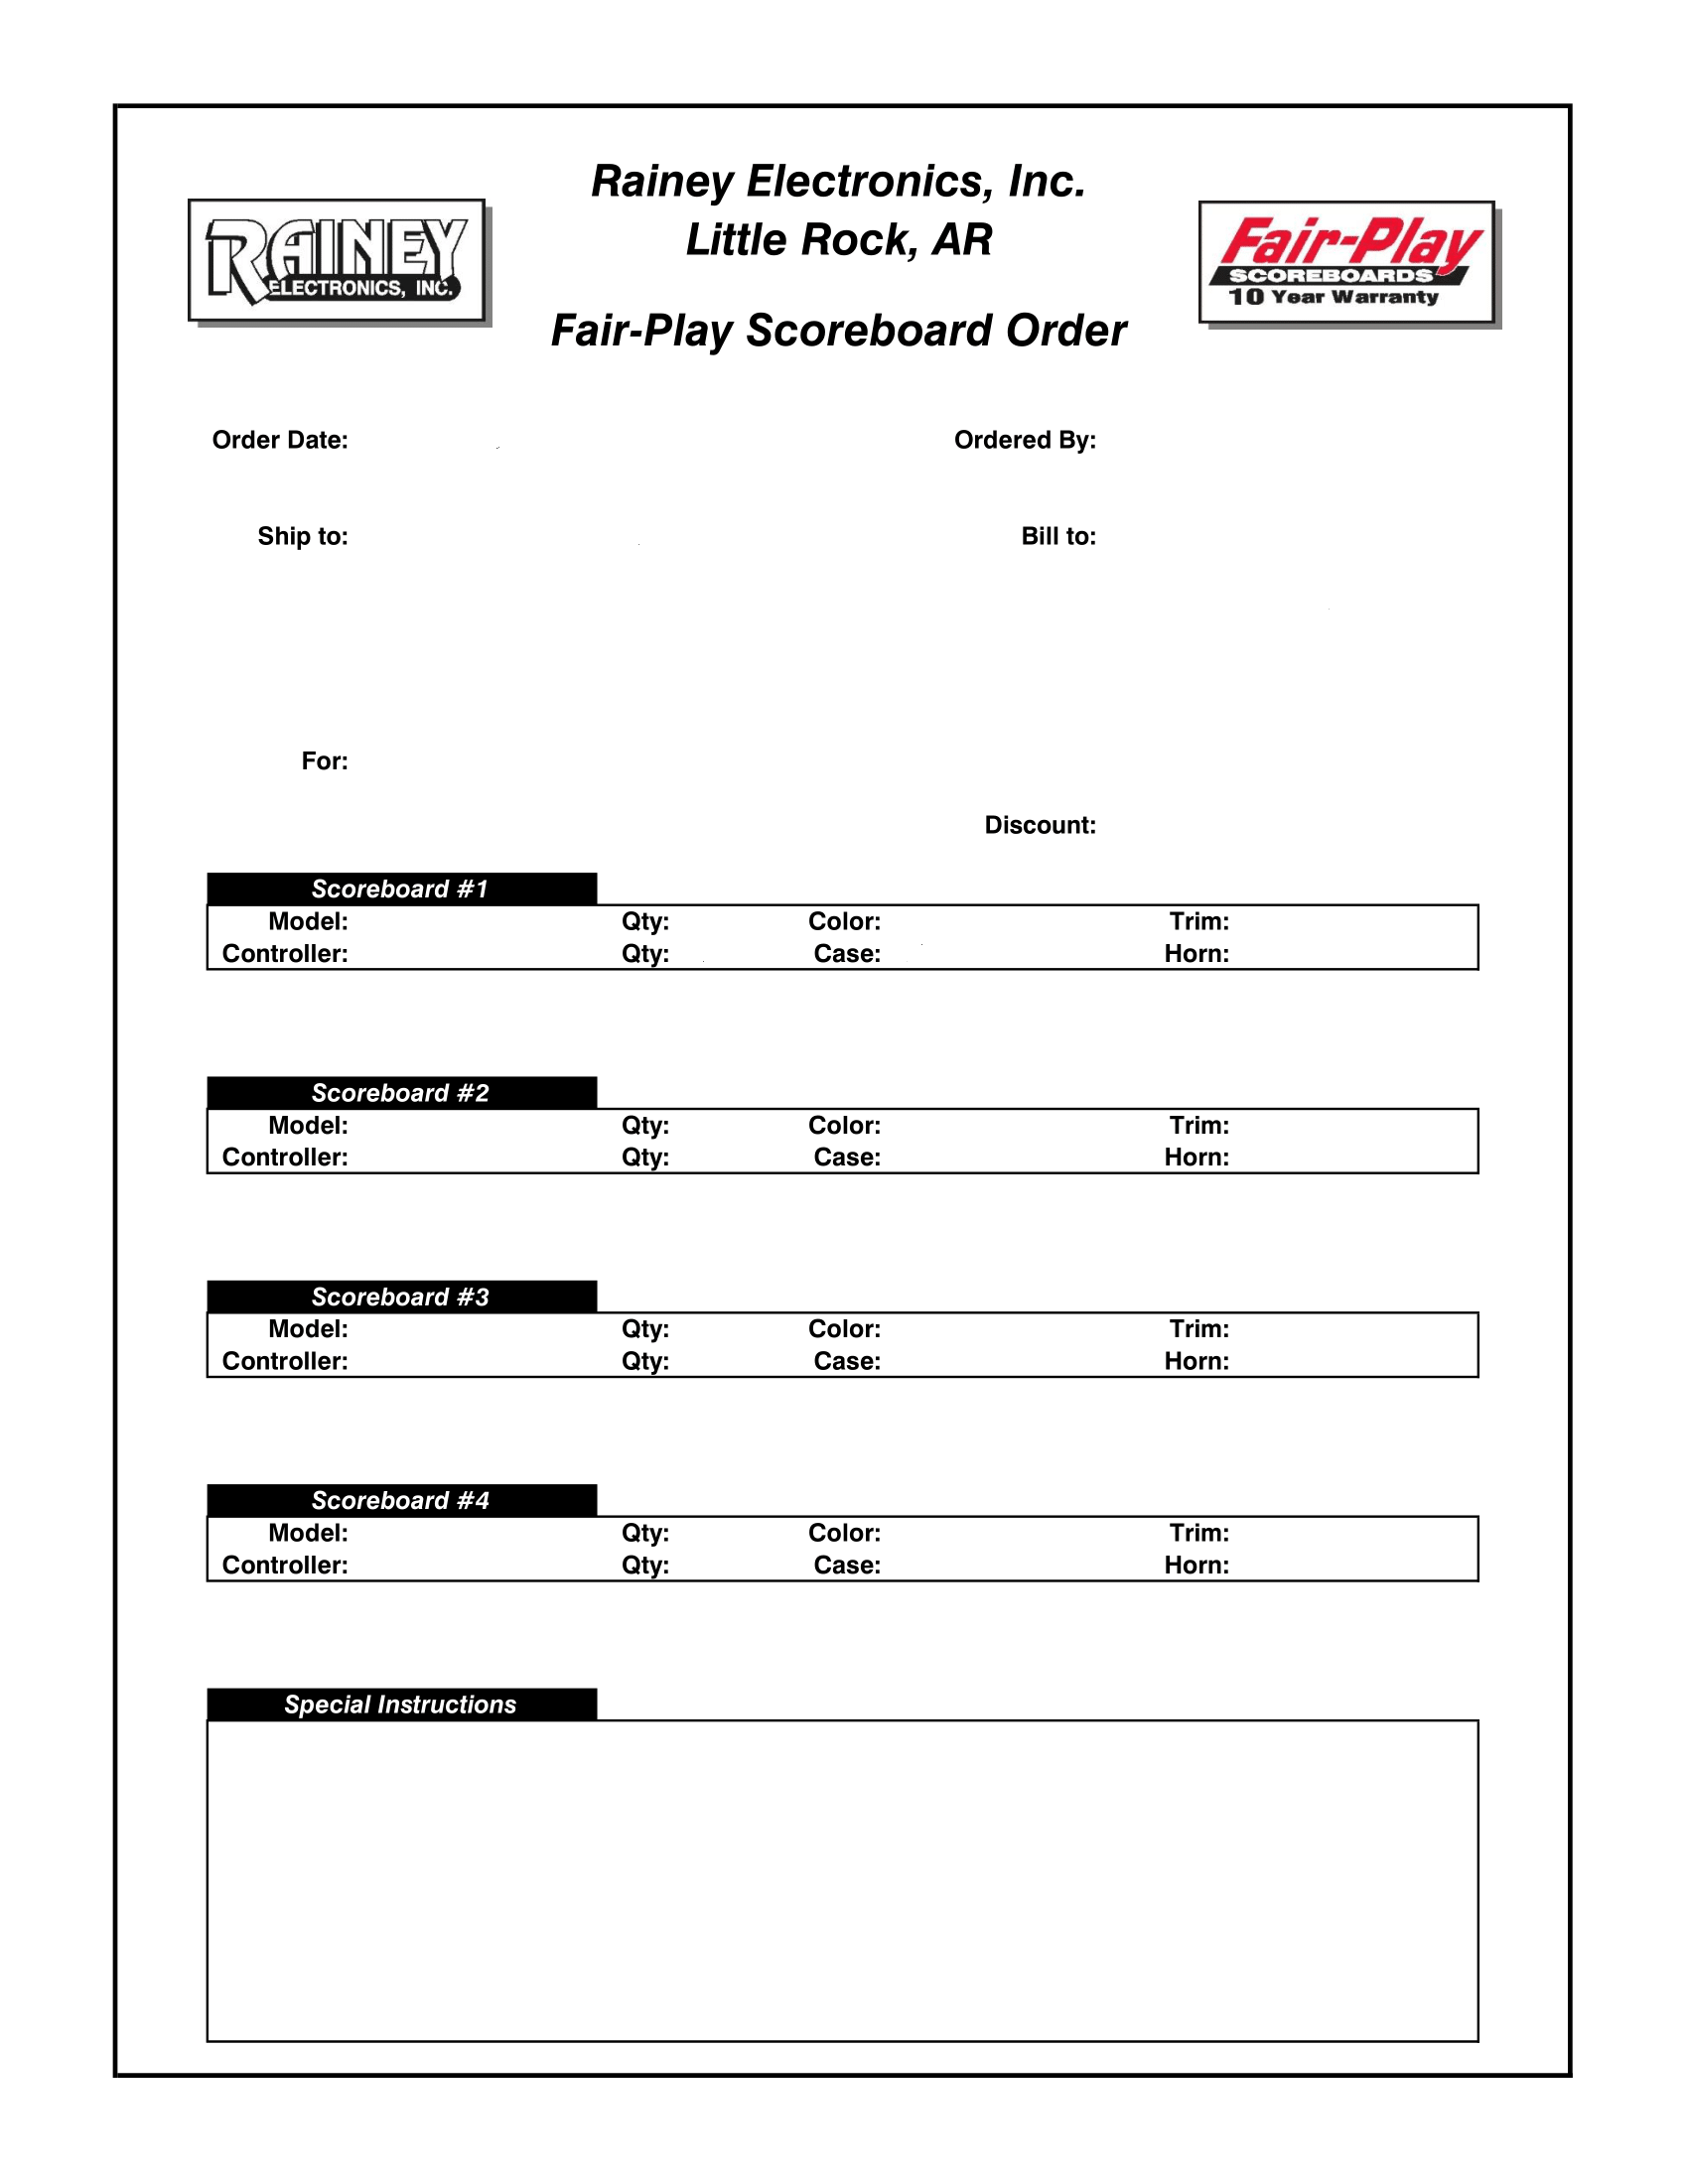 Rainey Electronics, Inc.
Little Rock, AR
RAINEY
ELECTRONICS, INC.
Fair-Play
SCOREBOARDS
10 Year Warranty
Fair-Play Scoreboard Order
Order Date: Ordered By:
Ship to: Bill to:
For:
Discount:
Scoreboard #1
Model: Qty: Color: Trim:
Controller: Qty: Case: Horn:
Scoreboard #2
Model: Qty: Color: Trim:
Controller: Qty: Case: Horn:
Scoreboard #3
Model: Qty: Color: Trim:
Controller: Qty: Case: Horn:
Scoreboard #4
Model: Qty: Color: Trim:
Controller: Qty: Case: Horn:
Special Instructions